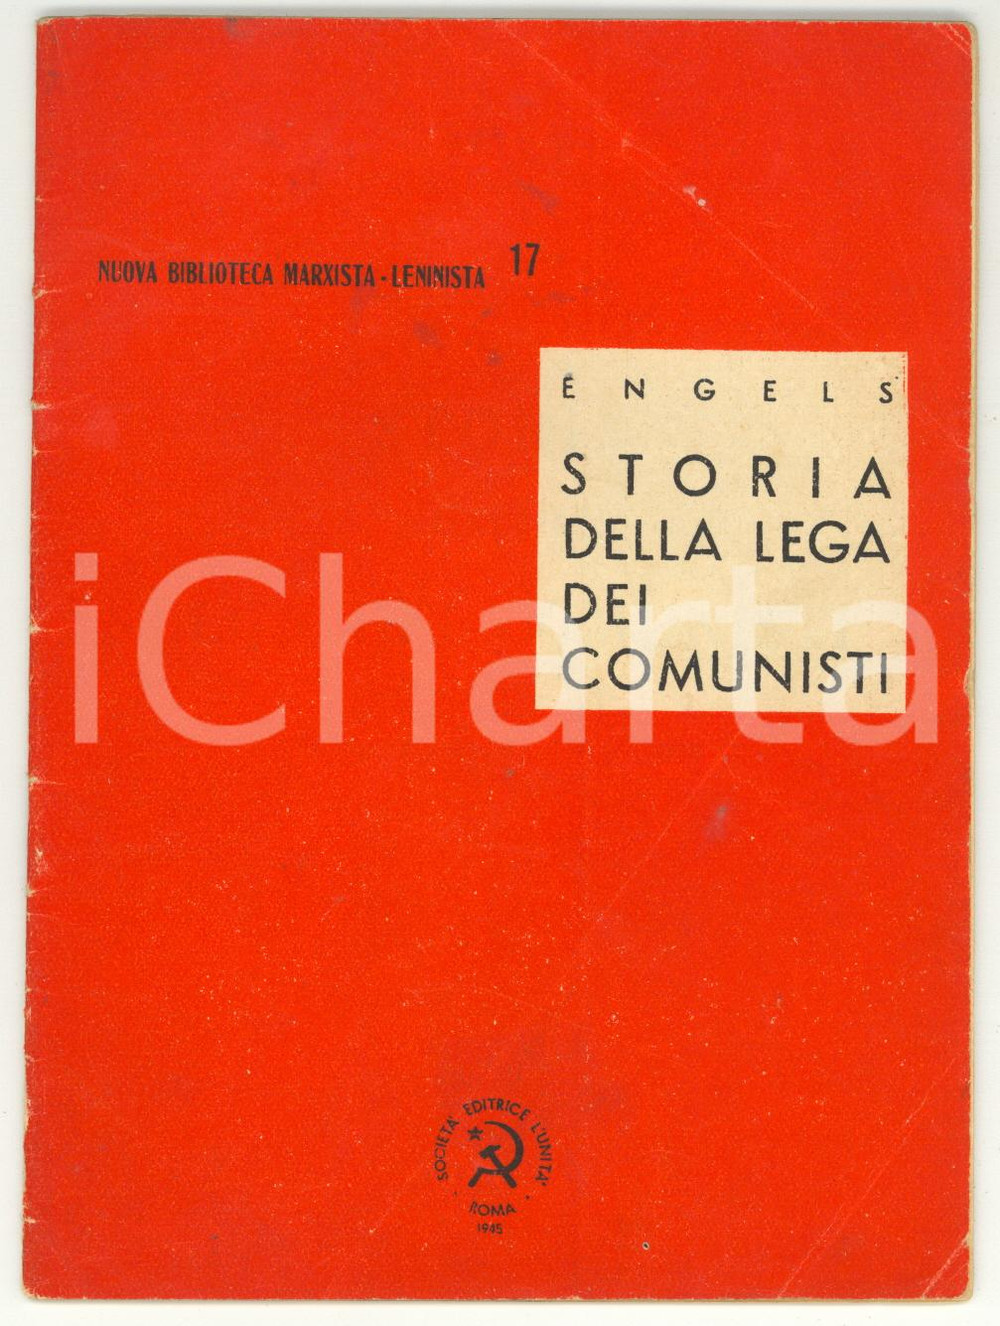 NUOVA BIBLIOTECA MARXISTA-LENINISTA 17
ENGELS
STORIA
DELLA LEGA
DEI
COMUNISTI
iCharta
SOCIETA' EDITRICE L'UNITA'
ROMA
1945